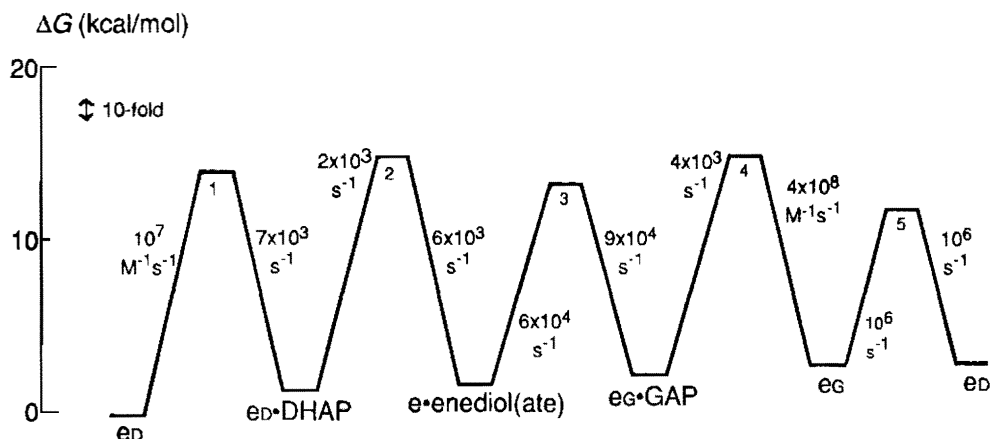 ΔG (kcal/mol)
20
10-fold
10
0
10⁷
M⁻¹s⁻¹
1
7x10³
s⁻¹
2x10³
s⁻¹
2
6x10³
s⁻¹
6x10⁴
s⁻¹
3
9x10⁴
s⁻¹
4x10³
s⁻¹
4
4x10⁸
M⁻¹s⁻¹
10⁶
s⁻¹
5
10⁶
s⁻¹
eD
eD•DHAP
e•enediol(ate)
eG•GAP
eG
eD